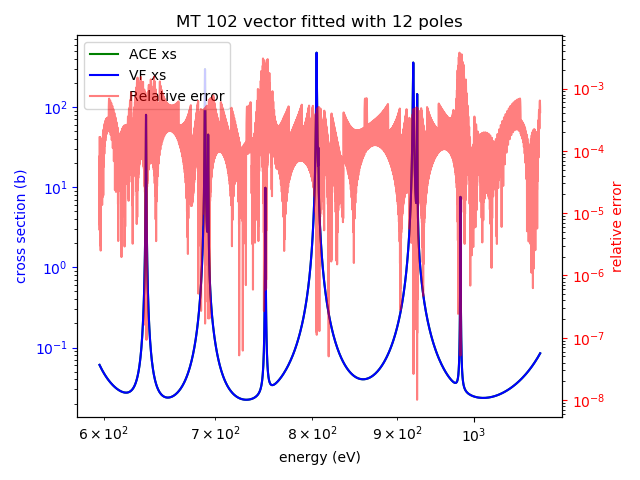 MT 102 vector fitted with 12 poles
ACE xs
VF xs
Relative error
cross section (b)
10²
10¹
10⁰
10⁻¹
relative error
10⁻³
10⁻⁴
10⁻⁵
10⁻⁶
10⁻⁷
10⁻⁸
6 × 10² 7 × 10² 8 × 10² 9 × 10² 10³
energy (eV)